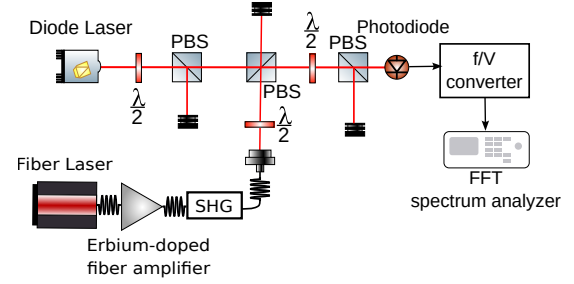 Diode Laser
PBS
λ
2
PBS
λ
2
PBS
Photodiode
f/V
converter
λ
2
FFT
spectrum analyzer
Fiber Laser
SHG
Erbium-doped
fiber amplifier